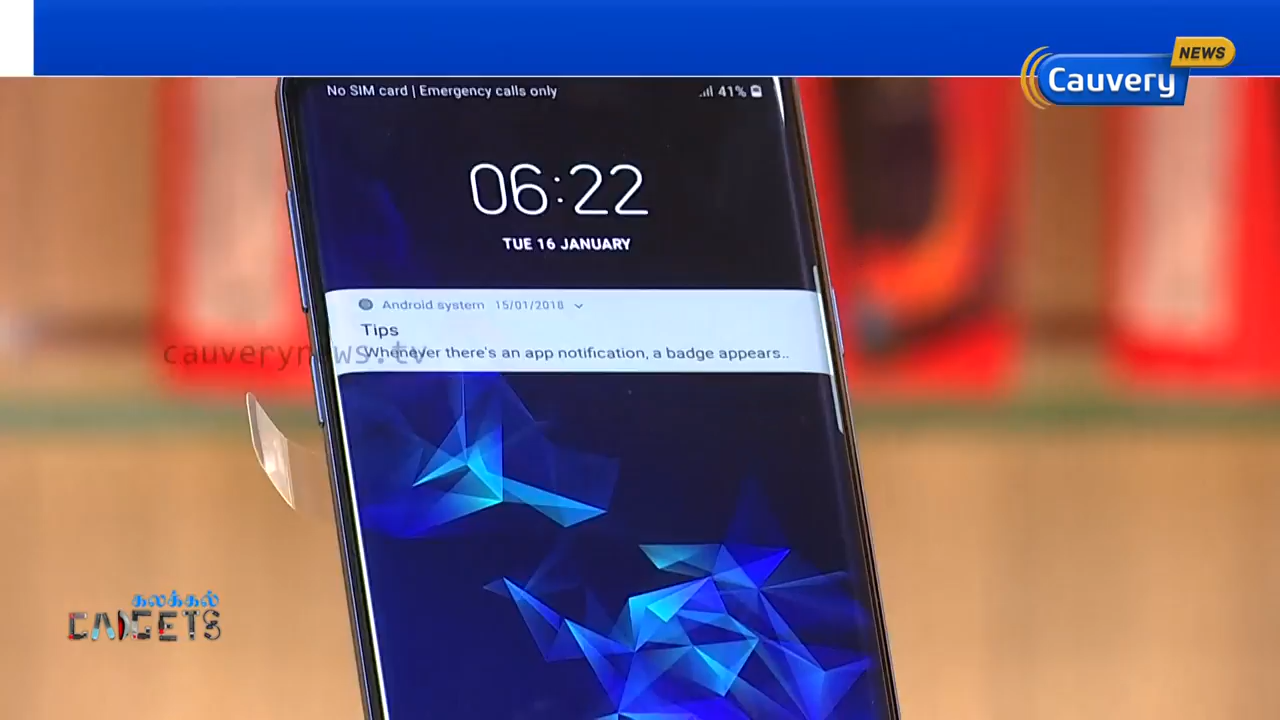 NEWS
Cauvery
No SIM card | Emergency calls only 41%
06:22
TUE 16 JANUARY
Android system 15/01/2018
Tips
Whenever there's an app notification, a badge appears..
cauverynews.tv
கலக்கல்
GADGETS